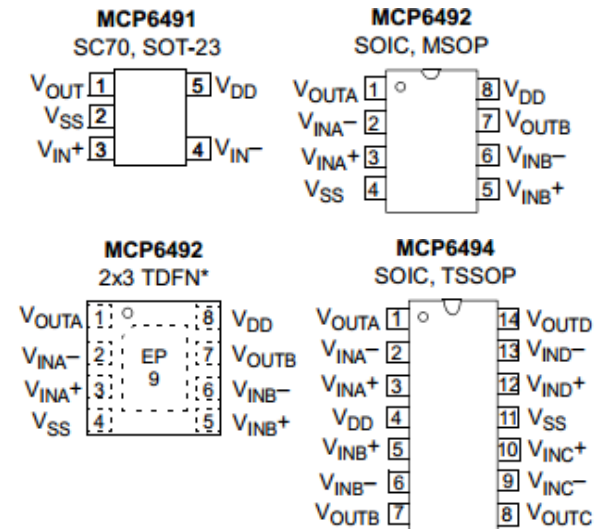 MCP6491
SC70, SOT-23
VOUT 1 5 VDD
VSS 2
VIN+ 3 4 VIN–
MCP6492
SOIC, MSOP
VOUTA 1 8 VDD
VINA– 2 7 VOUTB
VINA+ 3 6 VINB–
VSS 4 5 VINB+
MCP6492
2x3 TDFN*
VOUTA 1 8 VDD
VINA– 2 EP 7 VOUTB
VINA+ 3 9 6 VINB–
VSS 4 5 VINB+
MCP6494
SOIC, TSSOP
VOUTA 1 14 VOUTD
VINA– 2 13 VIND–
VINA+ 3 12 VIND+
VDD 4 11 VSS
VINB+ 5 10 VINC+
VINB– 6 9 VINC–
VOUTB 7 8 VOUTC